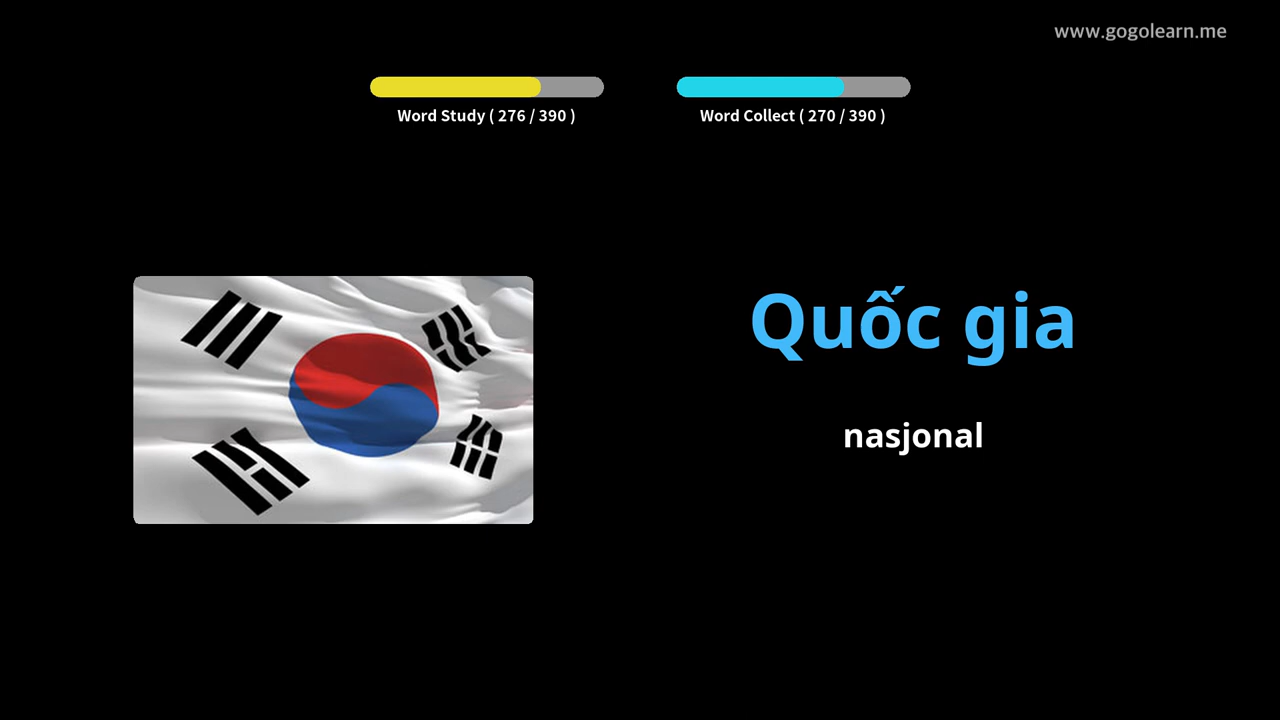 www.gogolearn.me
Word Study ( 276 / 390 )
Word Collect ( 270 / 390 )
Quốc gia
nasjonal